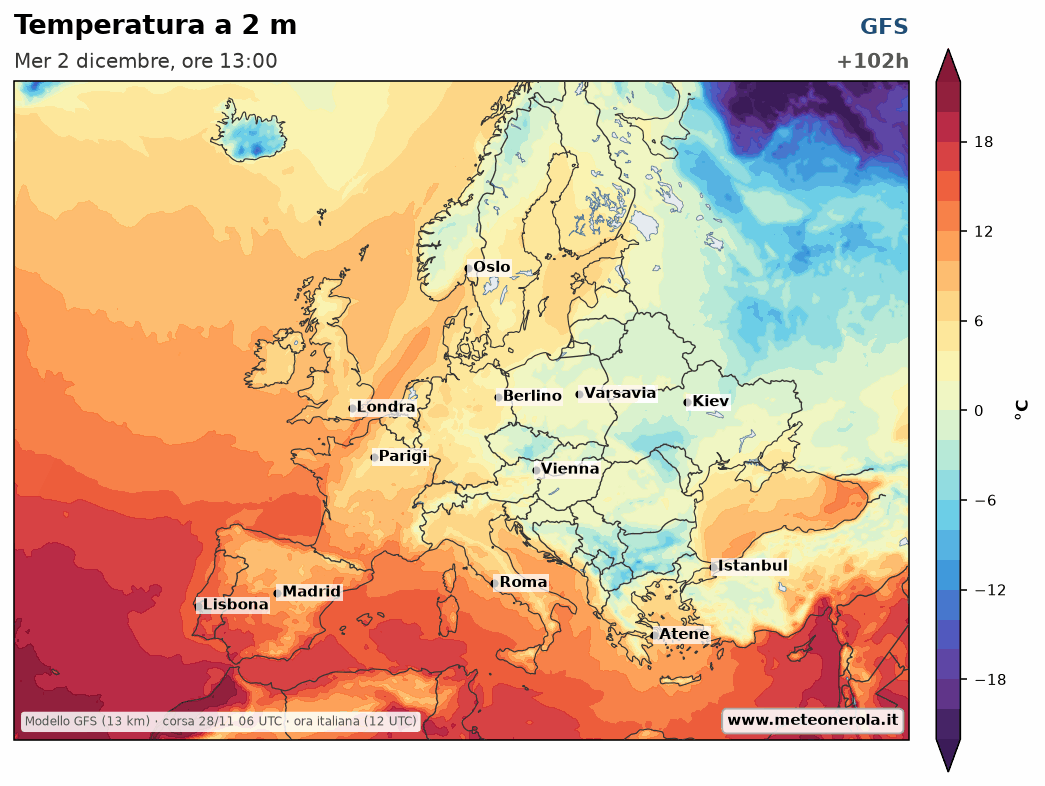 Temperatura a 2 m
GFS
Mer 2 dicembre, ore 13:00
+102h
18
12
6
0
−6
−12
−18
°C
Oslo
Berlino
Varsavia
Kiev
Londra
Parigi
Vienna
Istanbul
Roma
Madrid
Lisbona
Atene
Modello GFS (13 km) · corsa 28/11 06 UTC · ora italiana (12 UTC)
www.meteonerola.it